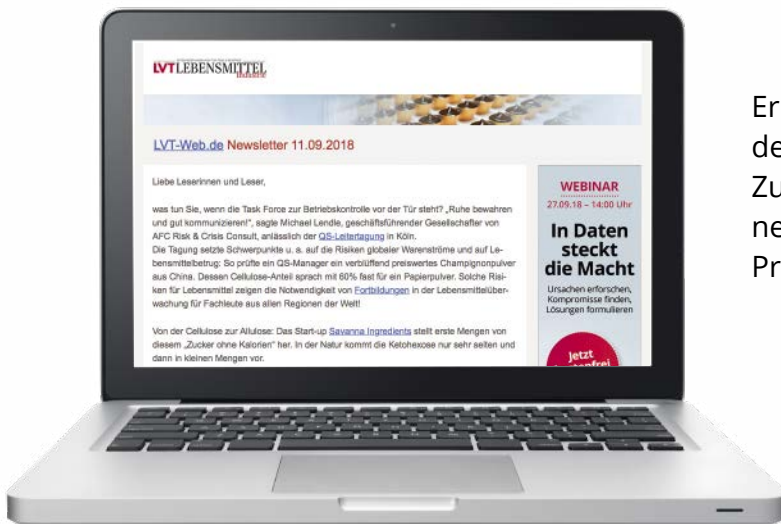 LVT LEBENSMITTEL
LVT-Web.de Newsletter 11.09.2018
Liebe Leserinnen und Leser,
was tun Sie, wenn die Task Force zur Betriebskontrolle vor der Tür steht? „Ruhe bewahren
und gut kommunizieren!", sagte Michael Lendle, geschäftsführender Gesellschafter von
AFC Risk & Crisis Consult, anlässlich der QS-Leitertagung in Köln.
Die Tagung setzte Schwerpunkte u. a. auf die Risiken globaler Warenströme und auf Le-
bensmittelbetrug: So prüfte ein QS-Manager ein verblüffend preiswertes Champignonpulver
aus China. Dessen Cellulose-Anteil sprach mit 60% fast für ein Papierpulver. Solche Risi-
ken für Lebensmittel zeigen die Notwendigkeit von Fortbildungen in der Lebensmittelüber-
wachung für Fachleute aus allen Regionen der Welt!
Von der Cellulose zur Allulose: Das Start-up Savanna Ingredients stellt erste Mengen von
diesem „Zucker ohne Kalorien" her. In der Natur kommt die Ketohexose nur sehr selten und
dann in kleinen Mengen vor.
WEBINAR
27.09.18 – 14:00 Uhr
In Daten
steckt
die Macht
Ursachen erforschen,
Kompromisse finden,
Lösungen formulieren
Jetzt
Er
de
Zu
ne
Pr